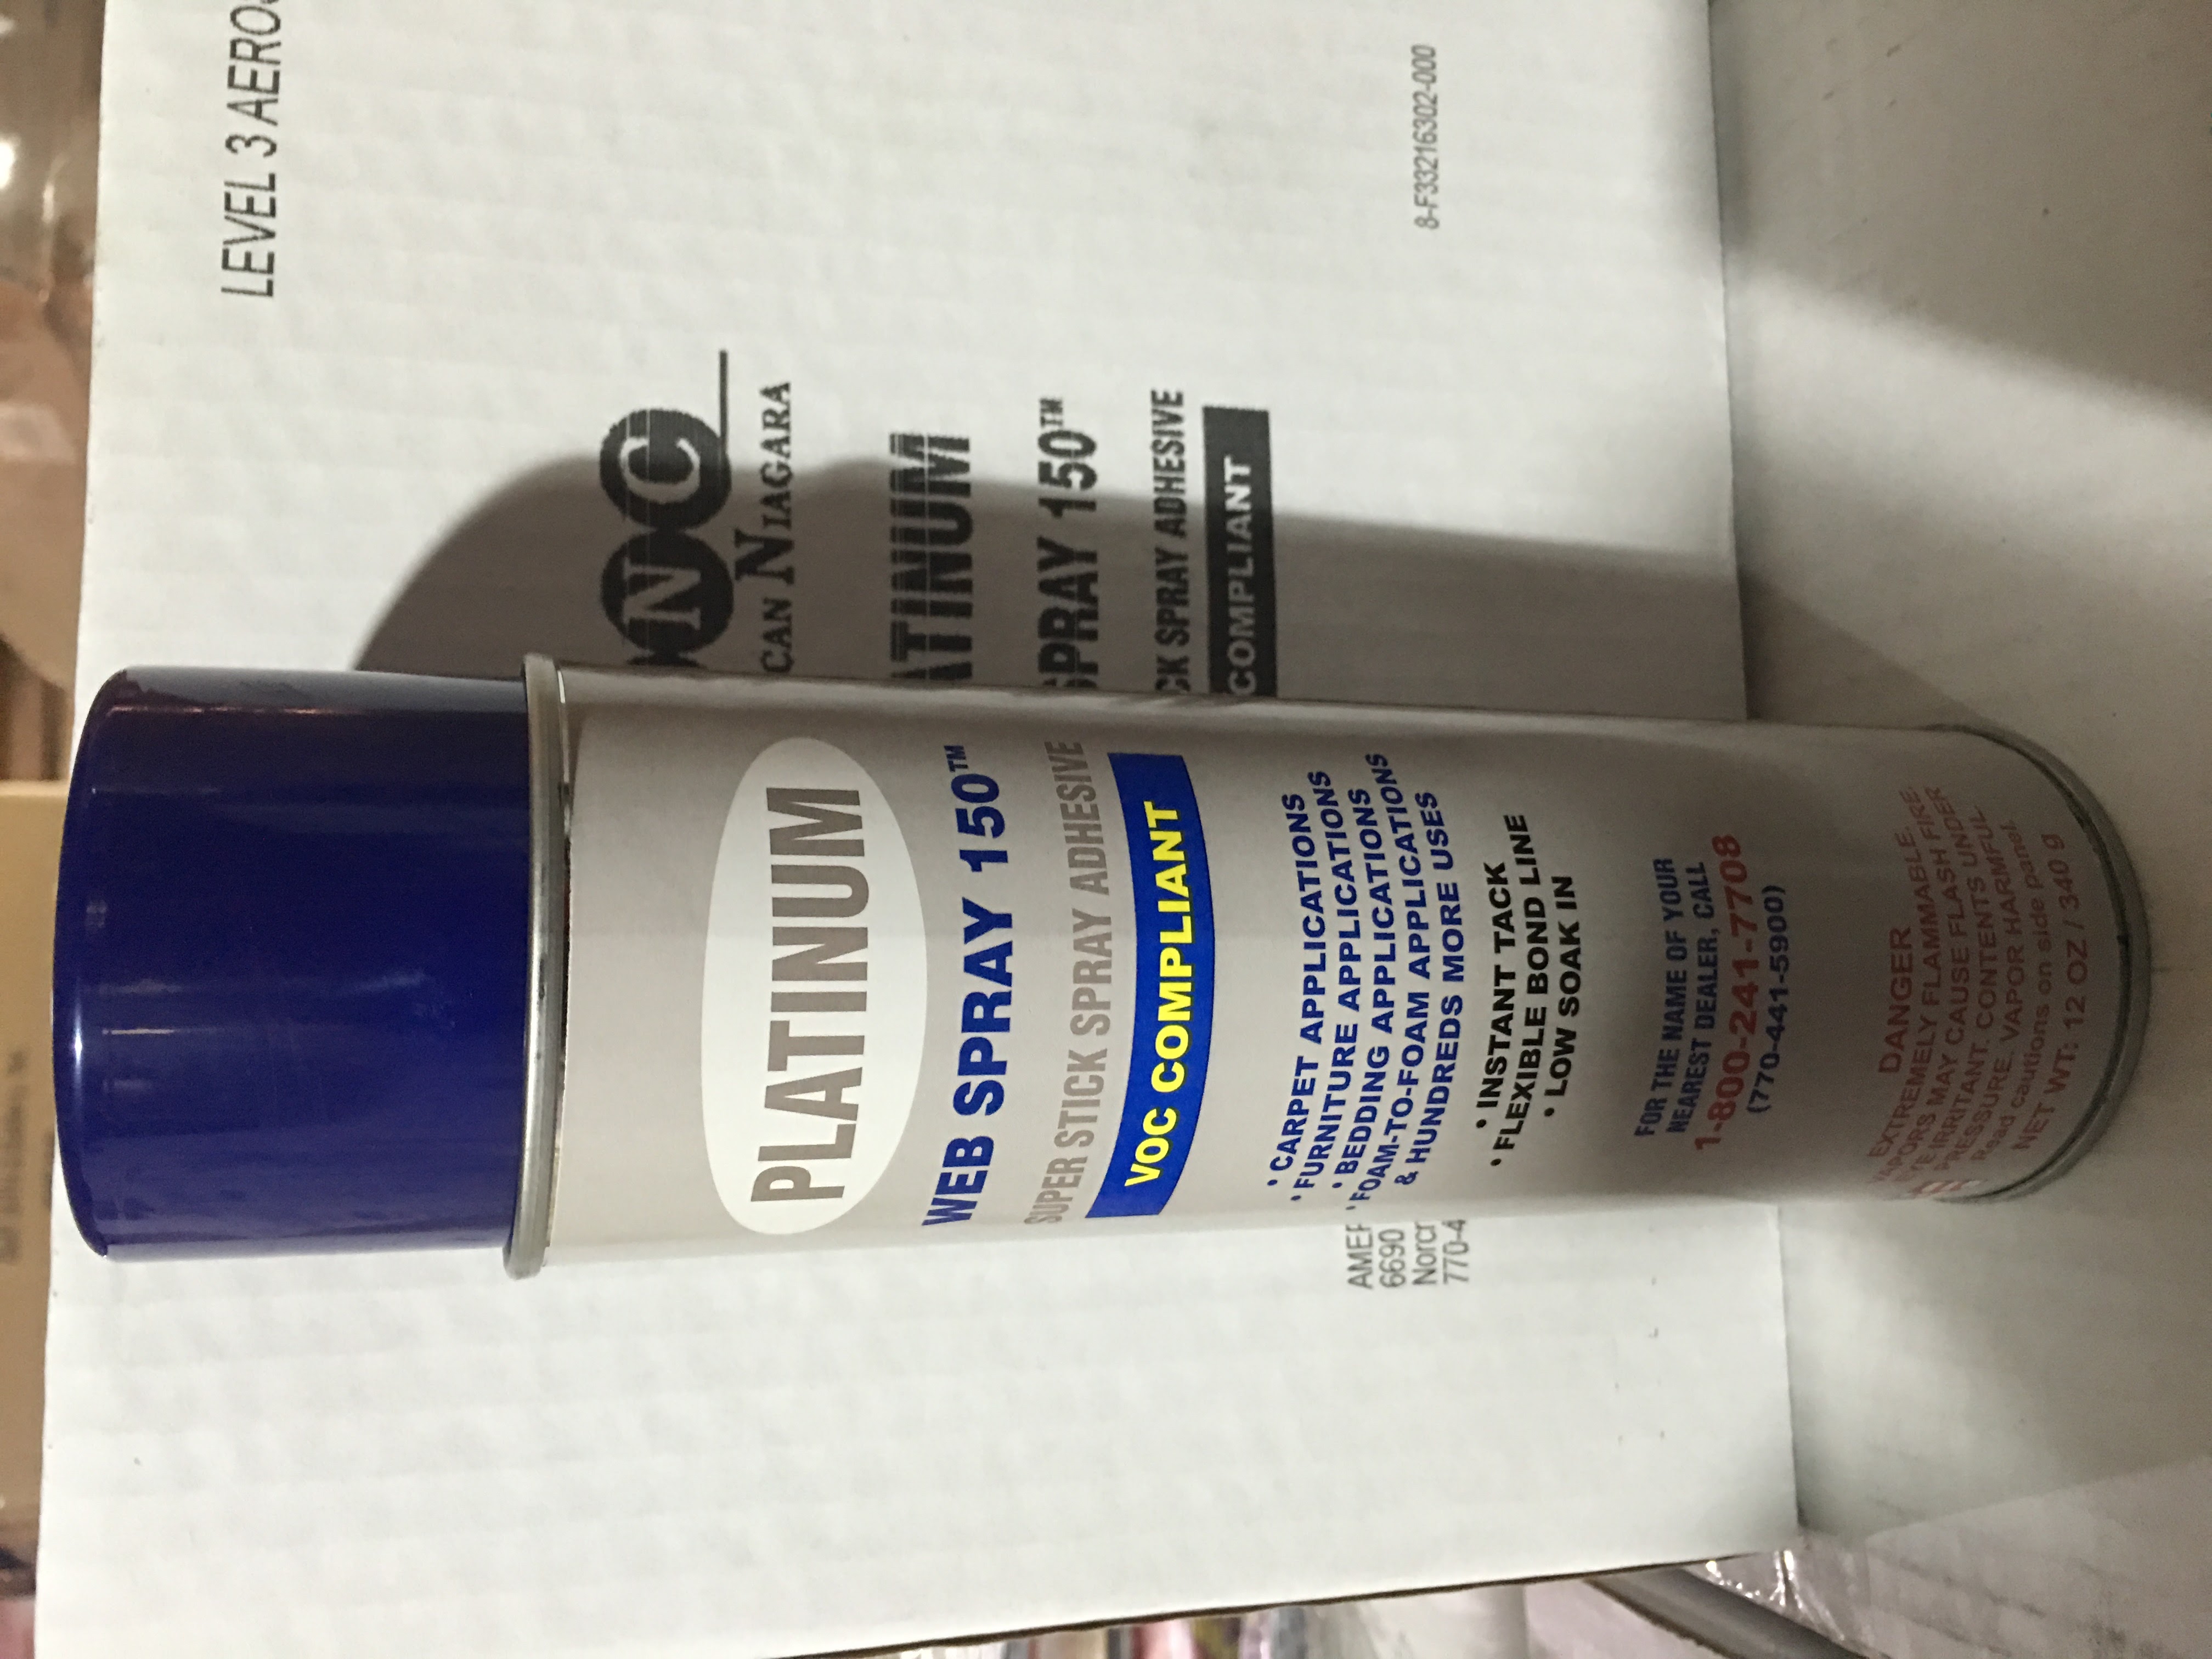 LEVEL 3 AERO
NC
CAN NIAGARA
ATINUM
SPRAY 150™
CK SPRAY ADHESIVE
COMPLIANT
8-F33216302-000
AMER
6690
Norcr
770-4
PLATINUM
WEB SPRAY 150™
SUPER STICK SPRAY ADHESIVE
VOC COMPLIANT
• CARPET APPLICATIONS
• FURNITURE APPLICATIONS
• BEDDING APPLICATIONS
• FOAM-TO-FOAM APPLICATIONS
& HUNDREDS MORE USES
• INSTANT TACK
• FLEXIBLE BOND LINE
• LOW SOAK IN
FOR THE NAME OF YOUR
NEAREST DEALER, CALL
1-800-241-7708
(770-441-5900)
DANGER
EXTREMELY FLAMMABLE.
VAPORS MAY CAUSE FLASH FIRE.
EYE IRRITANT. CONTENTS UNDER
PRESSURE. VAPOR HARMFUL.
Read cautions on side panel.
NET WT: 12 OZ / 340 g